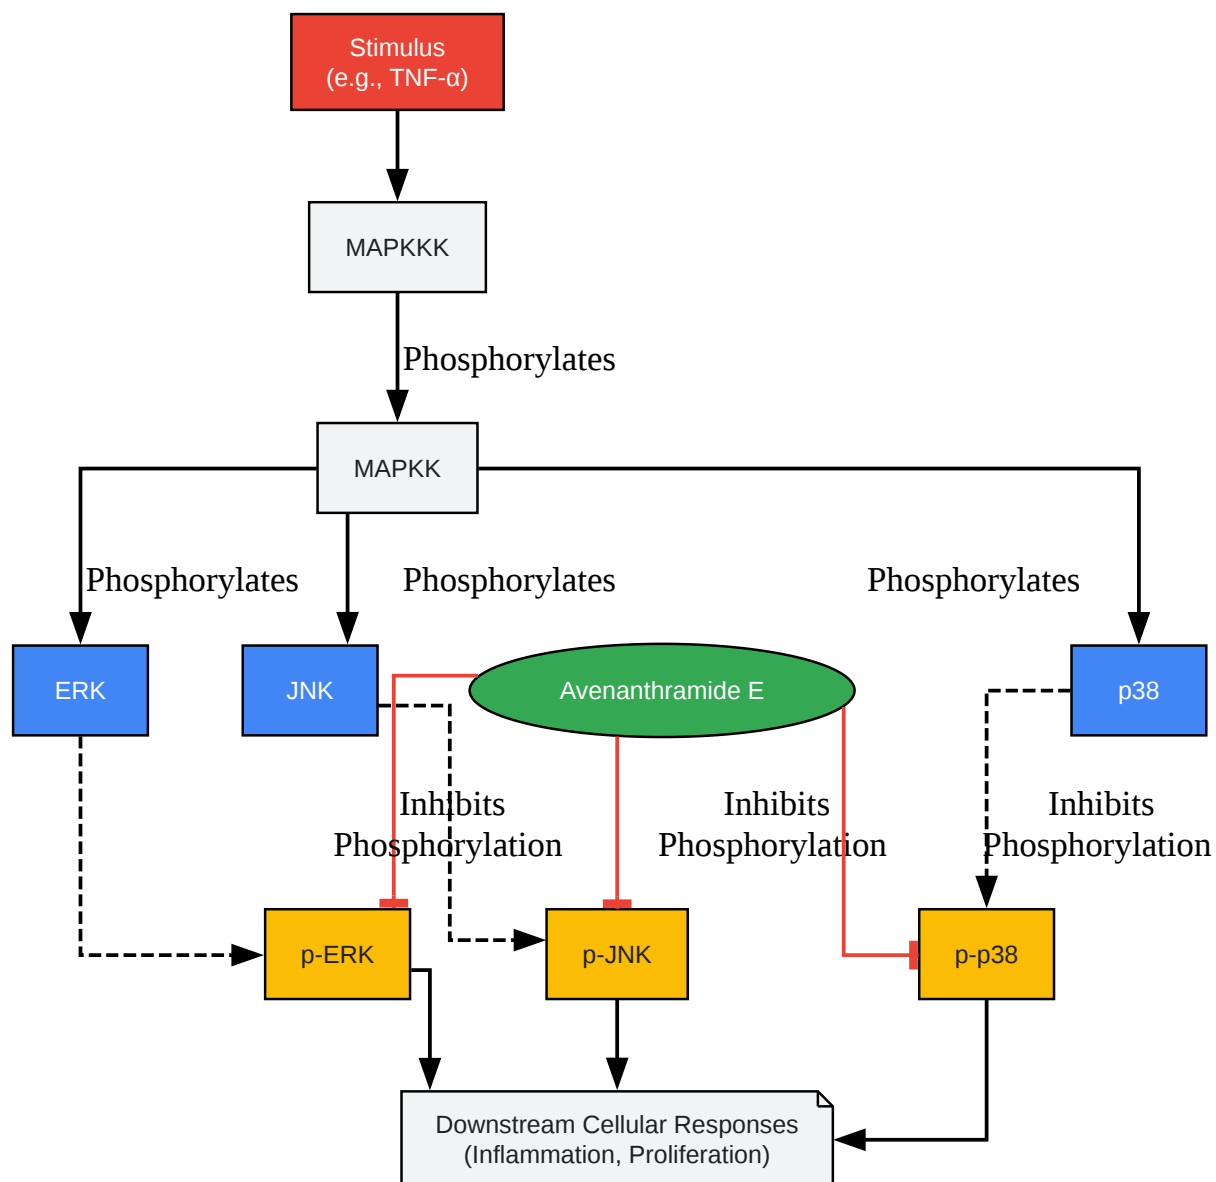 Stimulus
(e.g., TNF-α)
MAPKKK
Phosphorylates
MAPKK
Phosphorylates
Phosphorylates
Phosphorylates
ERK
JNK
Avenanthramide E
p38
Inhibits
Phosphorylation
Inhibits
Phosphorylation
Inhibits
Phosphorylation
p-ERK
p-JNK
p-p38
Downstream Cellular Responses
(Inflammation, Proliferation)